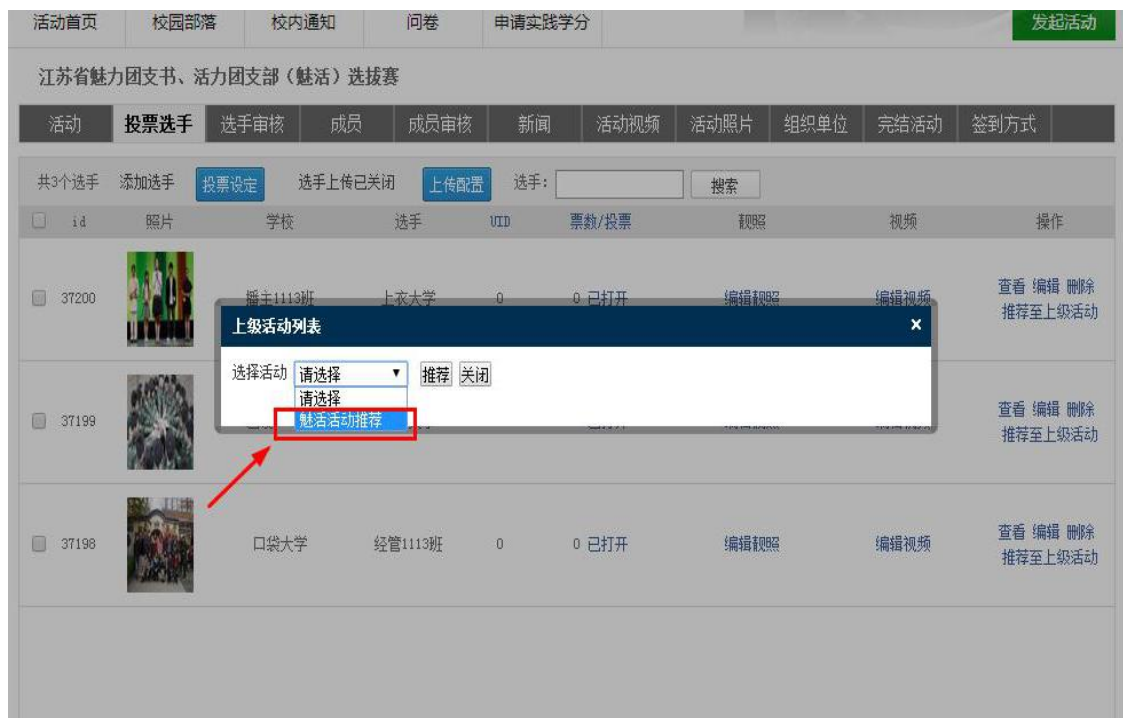 活动首页 校园部落 校内通知 问卷 申请实践学分 发起活动
江苏省魅力团支书、活力团支部（魅活）选拔赛
活动 投票选手 选手审核 成员 成员审核 新闻 活动视频 活动照片 组织单位 完结活动 签到方式
共3个选手 添加选手 投票设定 选手上传已关闭 上传配置 选手： 搜索
id 照片 学校 选手 UID 票数/投票 靓照 视频 操作
37200 播主1113班 上衣大学 0 0 已打开 编辑靓照 编辑视频 查看 编辑 删除
推荐至上级活动
上级活动列表 ×
选择活动 请选择 推荐 关闭
请选择
魅活活动推荐
37199 查看 编辑 删除
推荐至上级活动
37198 口袋大学 经管1113班 0 0 已打开 编辑靓照 编辑视频 查看 编辑 删除
推荐至上级活动